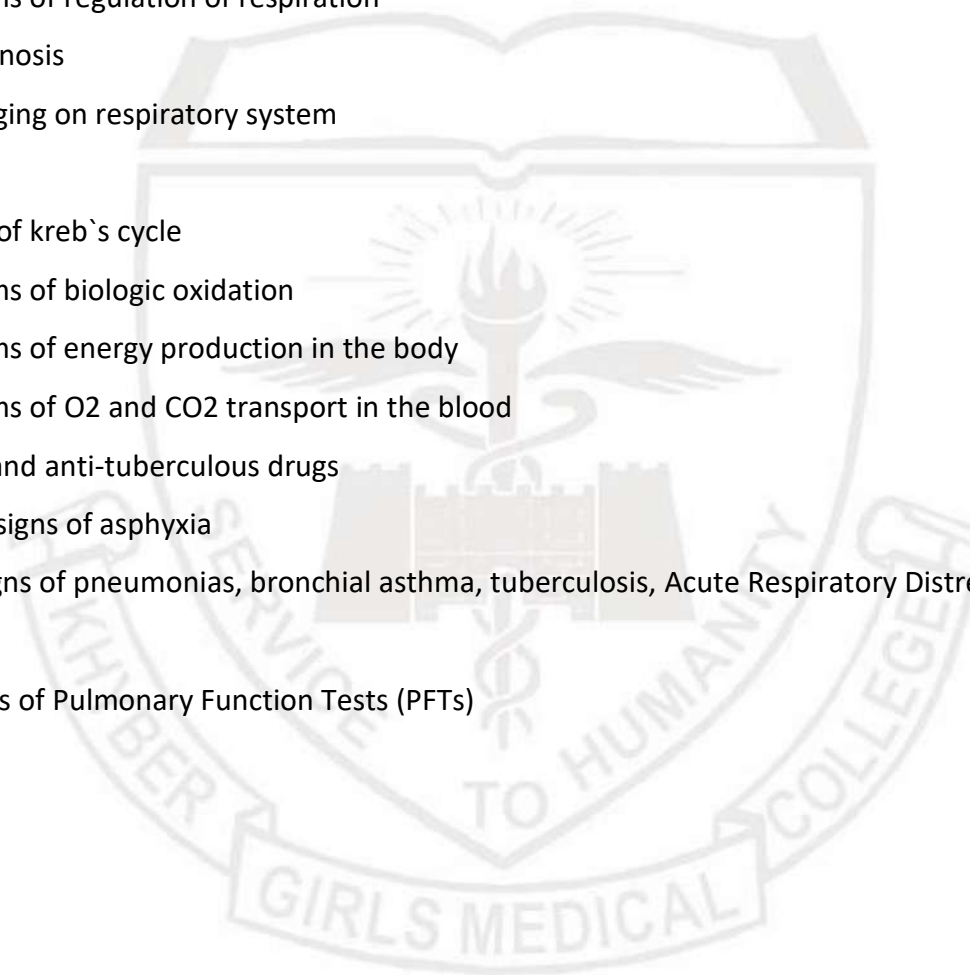 ns of regulation of respiration
nosis
ging on respiratory system
of kreb`s cycle
ns of biologic oxidation
ns of energy production in the body
ns of O2 and CO2 transport in the blood
and anti-tuberculous drugs
signs of asphyxia
gns of pneumonias, bronchial asthma, tuberculosis, Acute Respiratory Distre
s of Pulmonary Function Tests (PFTs)
SERVICE TO HUMANITY
KHYBER GIRLS MEDICAL COLLEGE